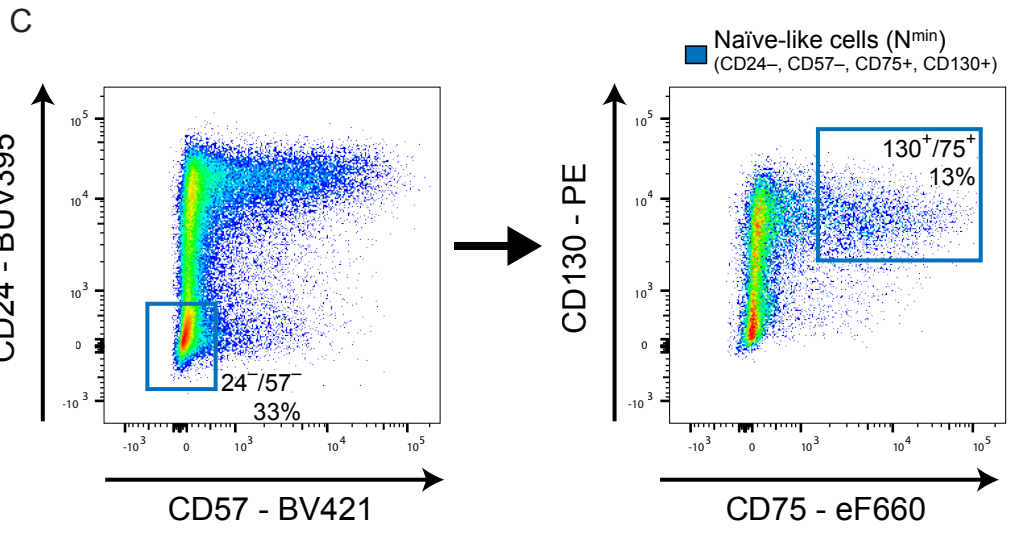 C
Naïve-like cells (Nᵐⁱⁿ)
(CD24–, CD57–, CD75+, CD130+)
CD24 - BUV395
10⁵
10⁴
10³
0
-10³
24⁻/57⁻
33%
-10³ 0 10³ 10⁴ 10⁵
CD57 - BV421
CD130 - PE
10⁵
10⁴
10³
0
-10³
130⁺/75⁺
13%
-10³ 0 10³ 10⁴ 10⁵
CD75 - eF660